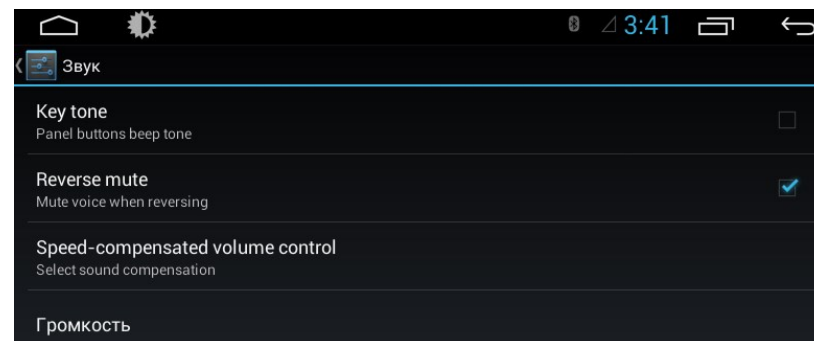 3:41
Звук
Key tone
Panel buttons beep tone
Reverse mute
Mute voice when reversing
Speed-compensated volume control
Select sound compensation
Громкость